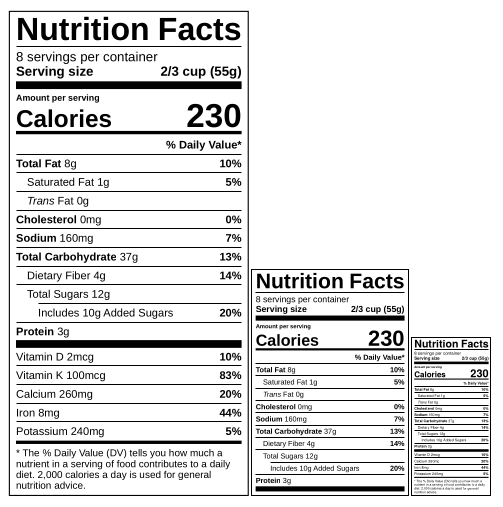 Nutrition Facts
8 servings per container
Serving size 2/3 cup (55g)
Amount per serving
Calories 230
% Daily Value*
Total Fat 8g 10%
Saturated Fat 1g 5%
Trans Fat 0g
Cholesterol 0mg 0%
Sodium 160mg 7%
Total Carbohydrate 37g 13%
Dietary Fiber 4g 14%
Total Sugars 12g
Includes 10g Added Sugars 20%
Protein 3g
Vitamin D 2mcg 10%
Vitamin K 100mcg 83%
Calcium 260mg 20%
Iron 8mg 44%
Potassium 240mg 5%
* The % Daily Value (DV) tells you how much a
nutrient in a serving of food contributes to a daily
diet. 2,000 calories a day is used for general
nutrition advice.
Nutrition Facts
8 servings per container
Serving size 2/3 cup (55g)
Amount per serving
Calories 230
% Daily Value*
Total Fat 8g 10%
Saturated Fat 1g 5%
Trans Fat 0g
Cholesterol 0mg 0%
Sodium 160mg 7%
Total Carbohydrate 37g 13%
Dietary Fiber 4g 14%
Total Sugars 12g
Includes 10g Added Sugars 20%
Protein 3g
Nutrition Facts
8 servings per container
Serving size 2/3 cup (55g)
Amount per serving
Calories 230
% Daily Value*
Total Fat 8g 10%
Saturated Fat 1g 5%
Trans Fat 0g
Cholesterol 0mg 0%
Sodium 160mg 7%
Total Carbohydrate 37g 13%
Dietary Fiber 4g 14%
Total Sugars 12g
Includes 10g Added Sugars 20%
Protein 3g
Vitamin D 2mcg 10%
Calcium 260mg 20%
Iron 8mg 44%
Potassium 240mg 5%
* The % Daily Value (DV) tells you how much a
nutrient in a serving of food contributes to a daily
diet. 2,000 calories a day is used for general
nutrition advice.